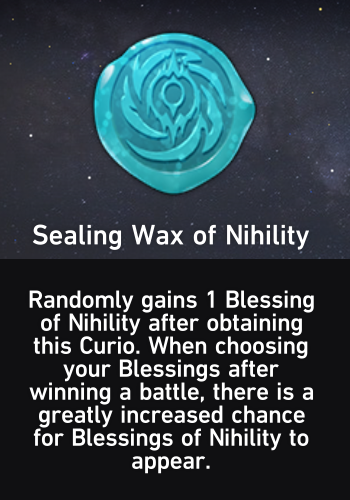 Sealing Wax of Nihility
Randomly gains 1 Blessing
of Nihility after obtaining
this Curio. When choosing
your Blessings after
winning a battle, there is a
greatly increased chance
for Blessings of Nihility to
appear.